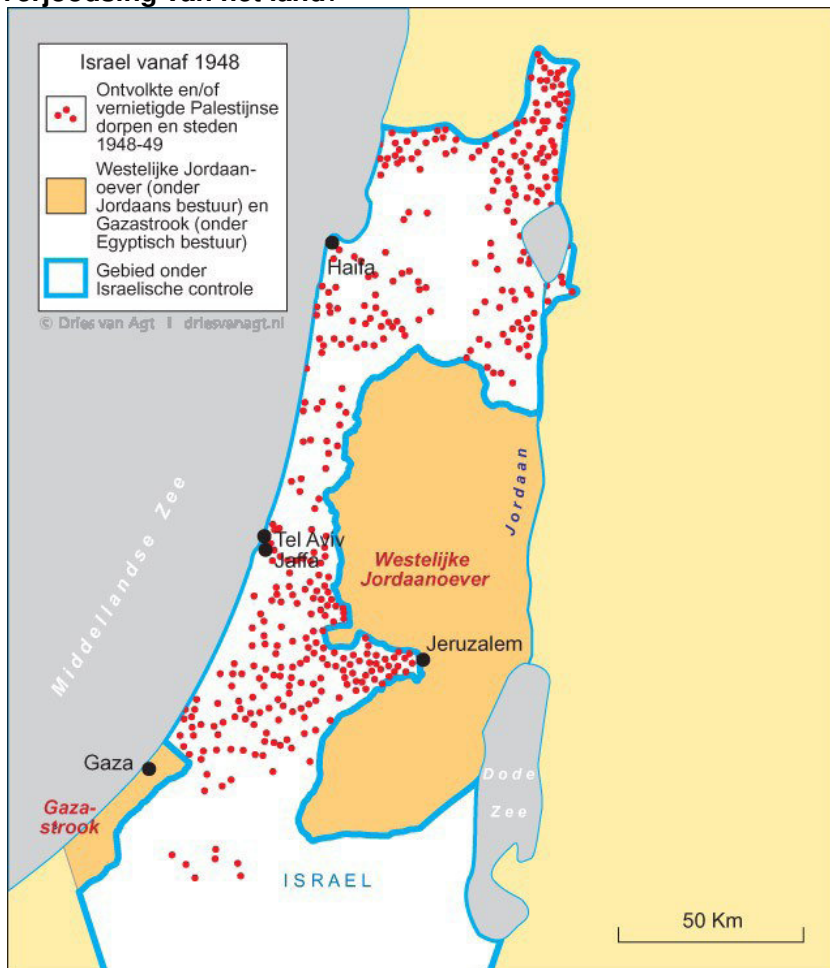 Israel vanaf 1948
Ontvolkte en/of
vernietigde Palestijnse
dorpen en steden
1948-49
Westelijke Jordaan-
oever (onder
Jordaans bestuur) en
Gazastrook (onder
Egyptisch bestuur)
Gebied onder
Israelische controle
© Dries van Agt I driesvanagt.nl
Haifa
Jordaan
Middellandse Zee
Tel Aviv
Jaffa
Westelijke
Jordaanoever
Jeruzalem
Gaza
Gaza-
strook
Dode
Zee
ISRAEL
50 Km